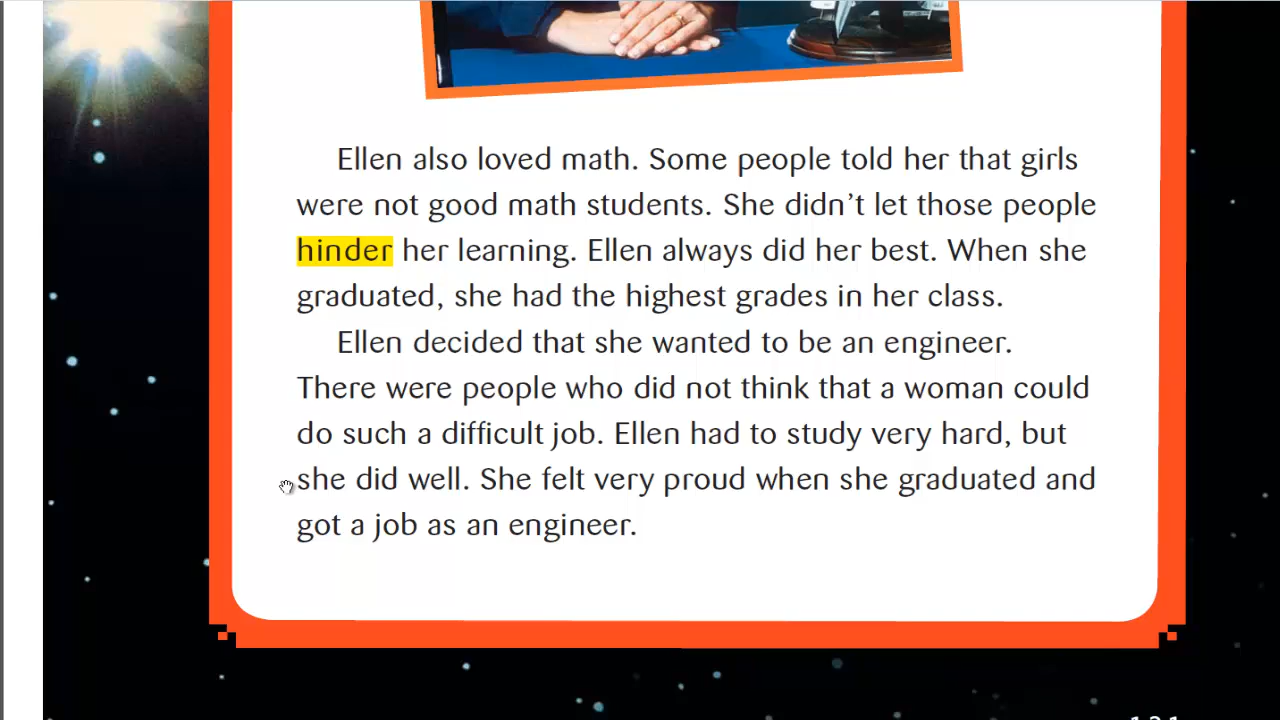 Ellen also loved math. Some people told her that girls
were not good math students. She didn’t let those people
hinder her learning. Ellen always did her best. When she
graduated, she had the highest grades in her class.
Ellen decided that she wanted to be an engineer.
There were people who did not think that a woman could
do such a difficult job. Ellen had to study very hard, but
she did well. She felt very proud when she graduated and
got a job as an engineer.